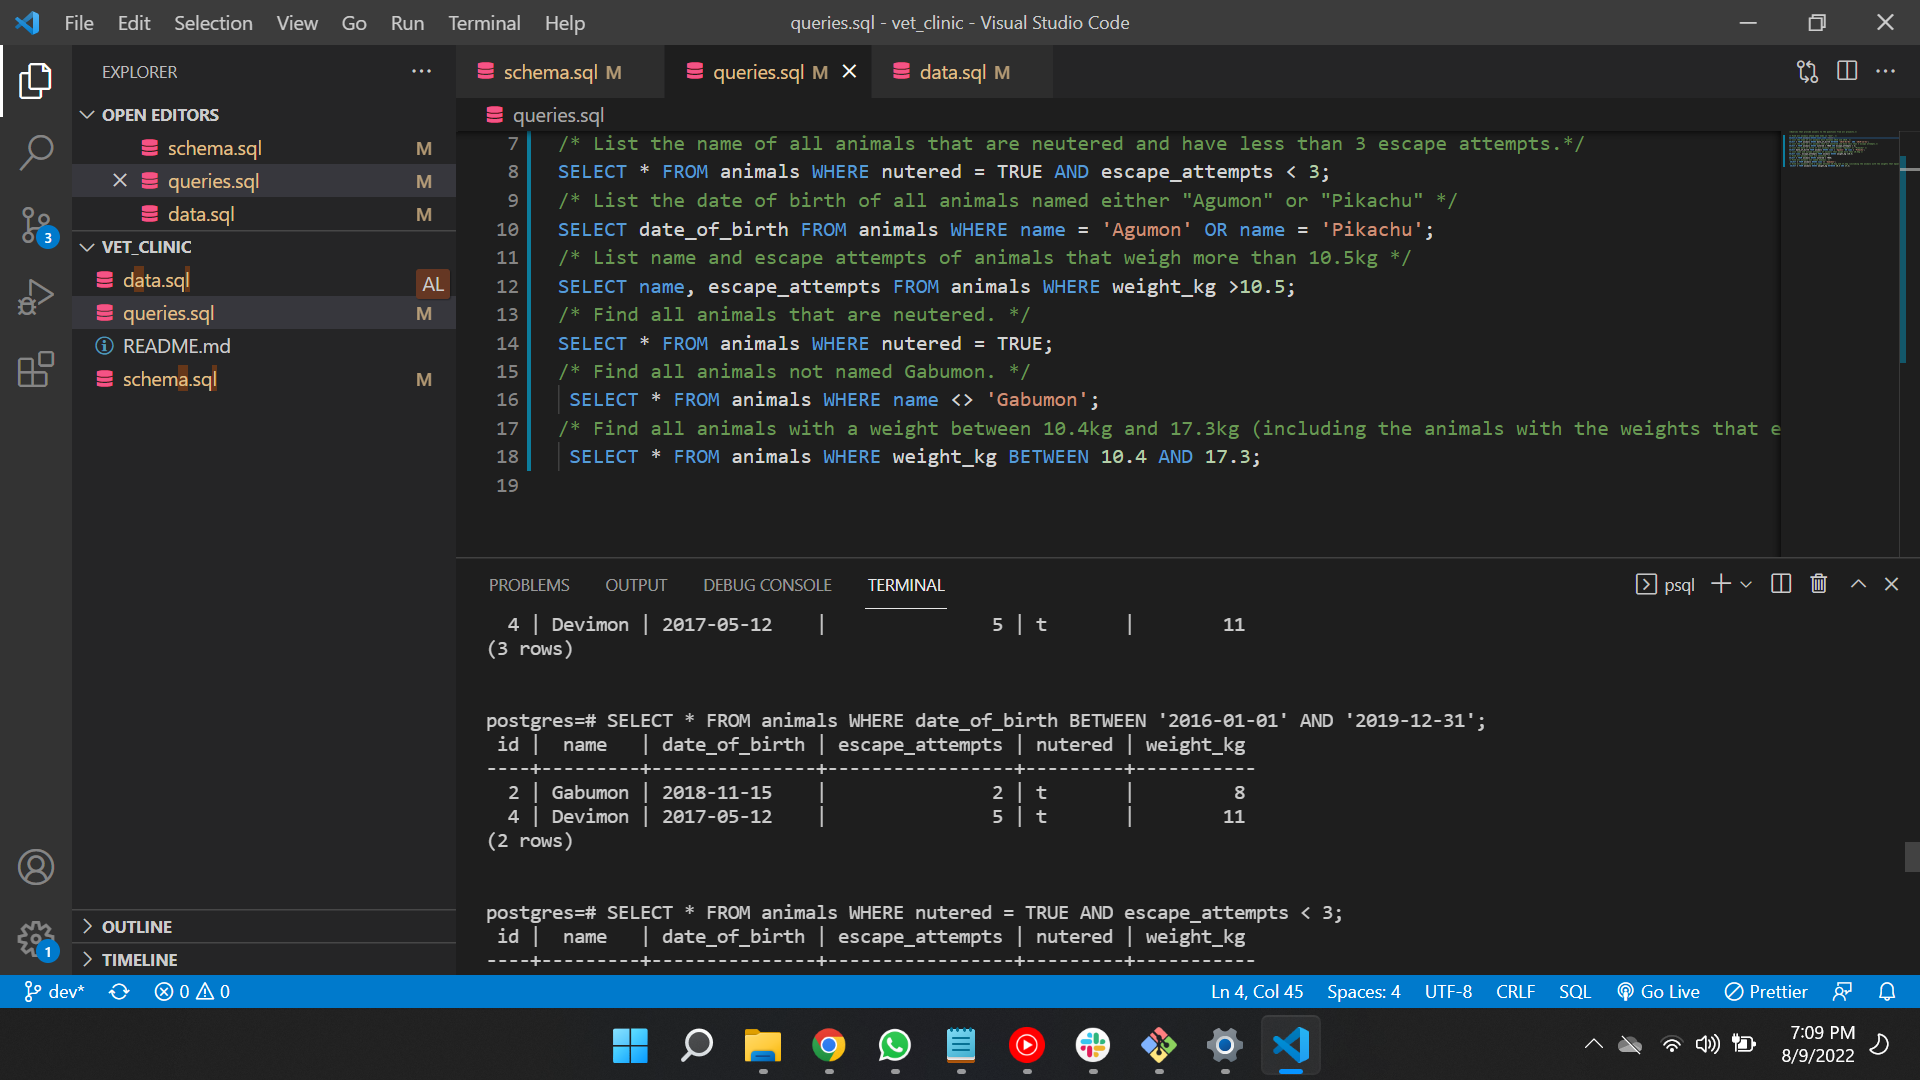 File Edit Selection View Go Run Terminal Help
queries.sql - vet_clinic - Visual Studio Code
EXPLORER
OPEN EDITORS
schema.sql M
queries.sql M
data.sql M
VET_CLINIC
data.sql AL
queries.sql M
README.md
schema.sql M
3
1
OUTLINE
TIMELINE
schema.sql M
queries.sql M
data.sql M
queries.sql
7 /* List the name of all animals that are neutered and have less than 3 escape attempts.*/
8 SELECT * FROM animals WHERE nutered = TRUE AND escape_attempts < 3;
9 /* List the date of birth of all animals named either "Agumon" or "Pikachu" */
10 SELECT date_of_birth FROM animals WHERE name = 'Agumon' OR name = 'Pikachu';
11 /* List name and escape attempts of animals that weigh more than 10.5kg */
12 SELECT name, escape_attempts FROM animals WHERE weight_kg >10.5;
13 /* Find all animals that are neutered. */
14 SELECT * FROM animals WHERE nutered = TRUE;
15 /* Find all animals not named Gabumon. */
16 SELECT * FROM animals WHERE name <> 'Gabumon';
17 /* Find all animals with a weight between 10.4kg and 17.3kg (including the animals with the weights that e
18 SELECT * FROM animals WHERE weight_kg BETWEEN 10.4 AND 17.3;
19
PROBLEMS OUTPUT DEBUG CONSOLE TERMINAL
psql
4 | Devimon | 2017-05-12 | 5 | t | 11
(3 rows)
postgres=# SELECT * FROM animals WHERE date_of_birth BETWEEN '2016-01-01' AND '2019-12-31';
id | name | date_of_birth | escape_attempts | nutered | weight_kg
----+---------+---------------+-----------------+---------+-----------
2 | Gabumon | 2018-11-15 | 2 | t | 8
4 | Devimon | 2017-05-12 | 5 | t | 11
(2 rows)
postgres=# SELECT * FROM animals WHERE nutered = TRUE AND escape_attempts < 3;
id | name | date_of_birth | escape_attempts | nutered | weight_kg
----+---------+---------------+-----------------+---------+-----------
dev* 0 0
Ln 4, Col 45 Spaces: 4 UTF-8 CRLF SQL Go Live Prettier
7:09 PM
8/9/2022